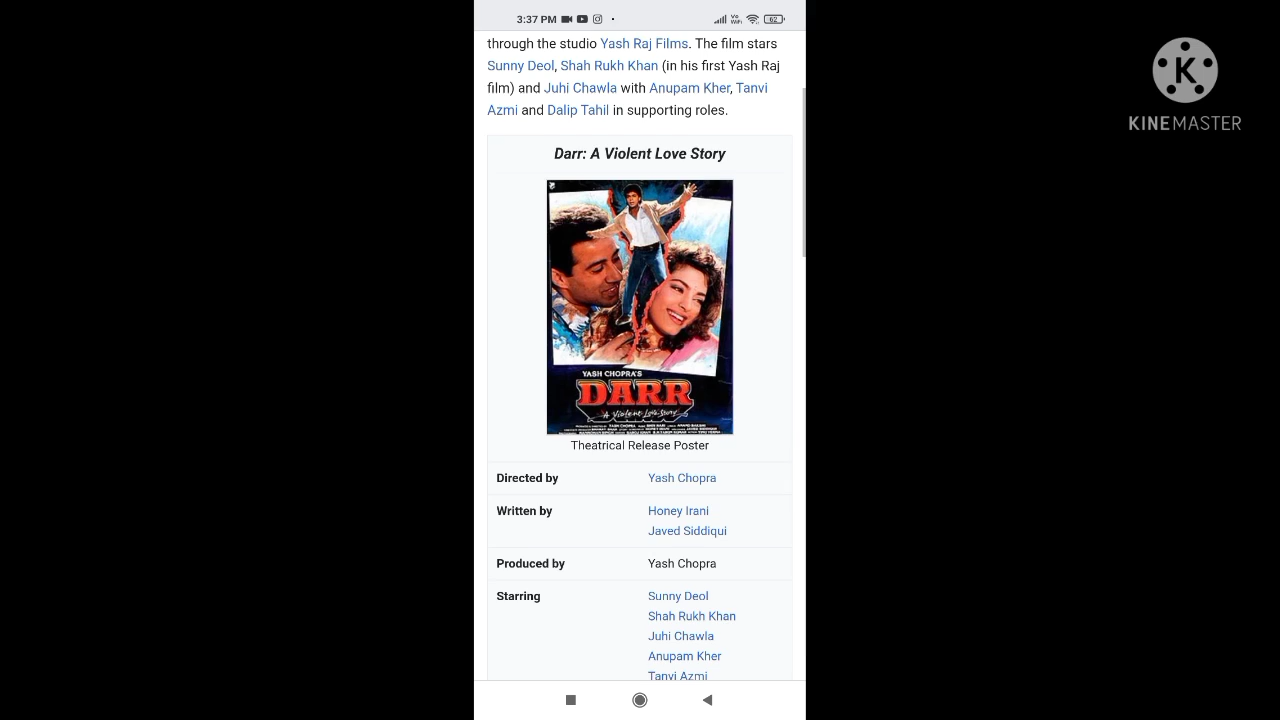 3:37 PM
Vo
WiFi
62
through the studio Yash Raj Films. The film stars
Sunny Deol, Shah Rukh Khan (in his first Yash Raj
film) and Juhi Chawla with Anupam Kher, Tanvi
Azmi and Dalip Tahil in supporting roles.
Darr: A Violent Love Story
YASH CHOPRA'S
DARR
A Violent Love Story
Theatrical Release Poster
Directed by Yash Chopra
Written by Honey Irani
Javed Siddiqui
Produced by Yash Chopra
Starring Sunny Deol
Shah Rukh Khan
Juhi Chawla
Anupam Kher
Tanvi Azmi
K
KINEMASTER